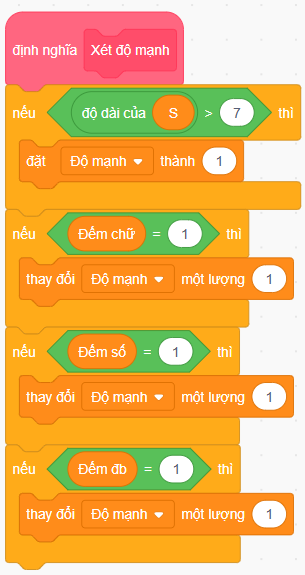 định nghĩa Xét độ mạnh
nếu độ dài của S > 7 thì
đặt Độ mạnh thành 1
nếu Đếm chữ = 1 thì
thay đổi Độ mạnh một lượng 1
nếu Đếm số = 1 thì
thay đổi Độ mạnh một lượng 1
nếu Đếm đb = 1 thì
thay đổi Độ mạnh một lượng 1